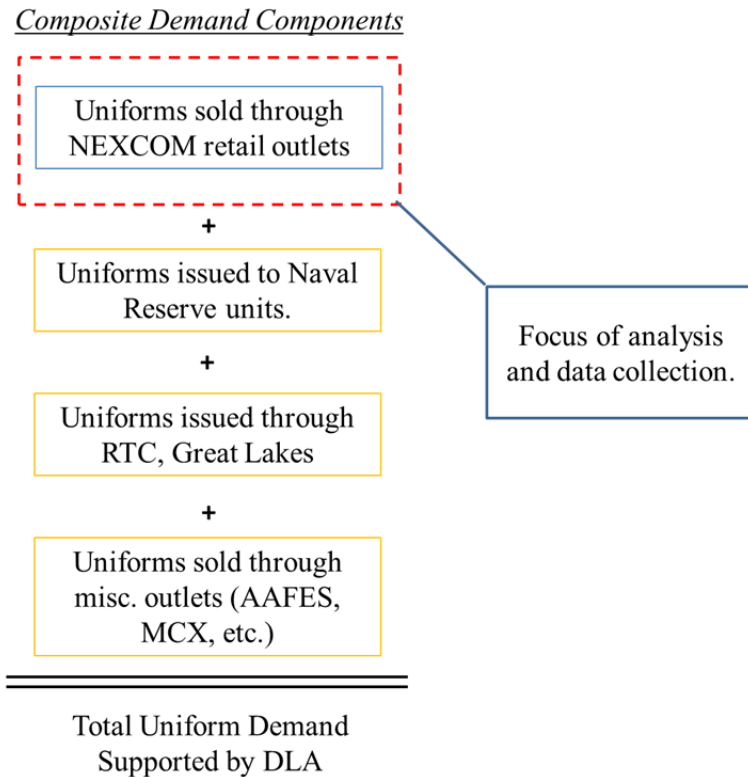 Composite Demand Components
Uniforms sold through
NEXCOM retail outlets
+
Uniforms issued to Naval
Reserve units.
+
Uniforms issued through
RTC, Great Lakes
+
Uniforms sold through
misc. outlets (AAFES,
MCX, etc.)
Total Uniform Demand
Supported by DLA
Focus of analysis
and data collection.